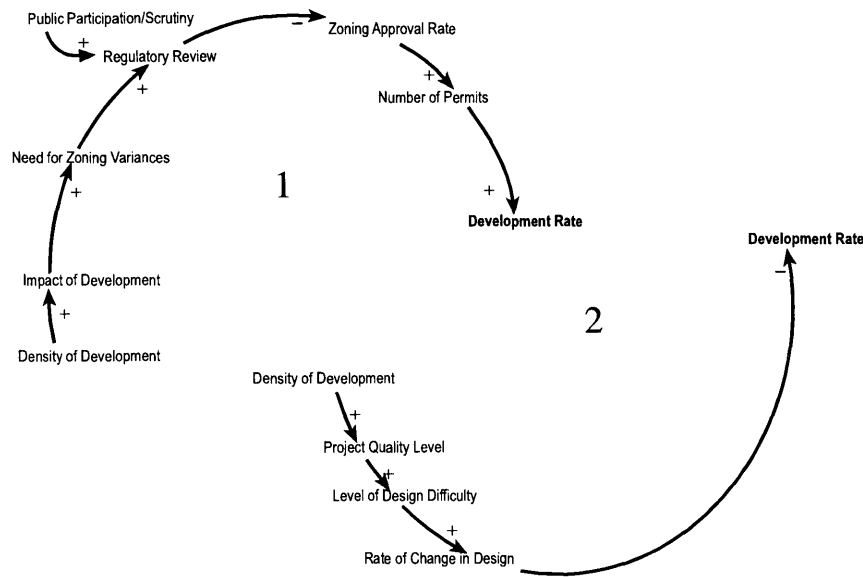 Public Participation/Scrutiny
+
Regulatory Review
–
Zoning Approval Rate
+
Number of Permits
+
Need for Zoning Variances
1
+
+
Development Rate
Development Rate
–
Impact of Development
+
2
Density of Development
Density of Development
+
Project Quality Level
+
Level of Design Difficulty
+
Rate of Change in Design